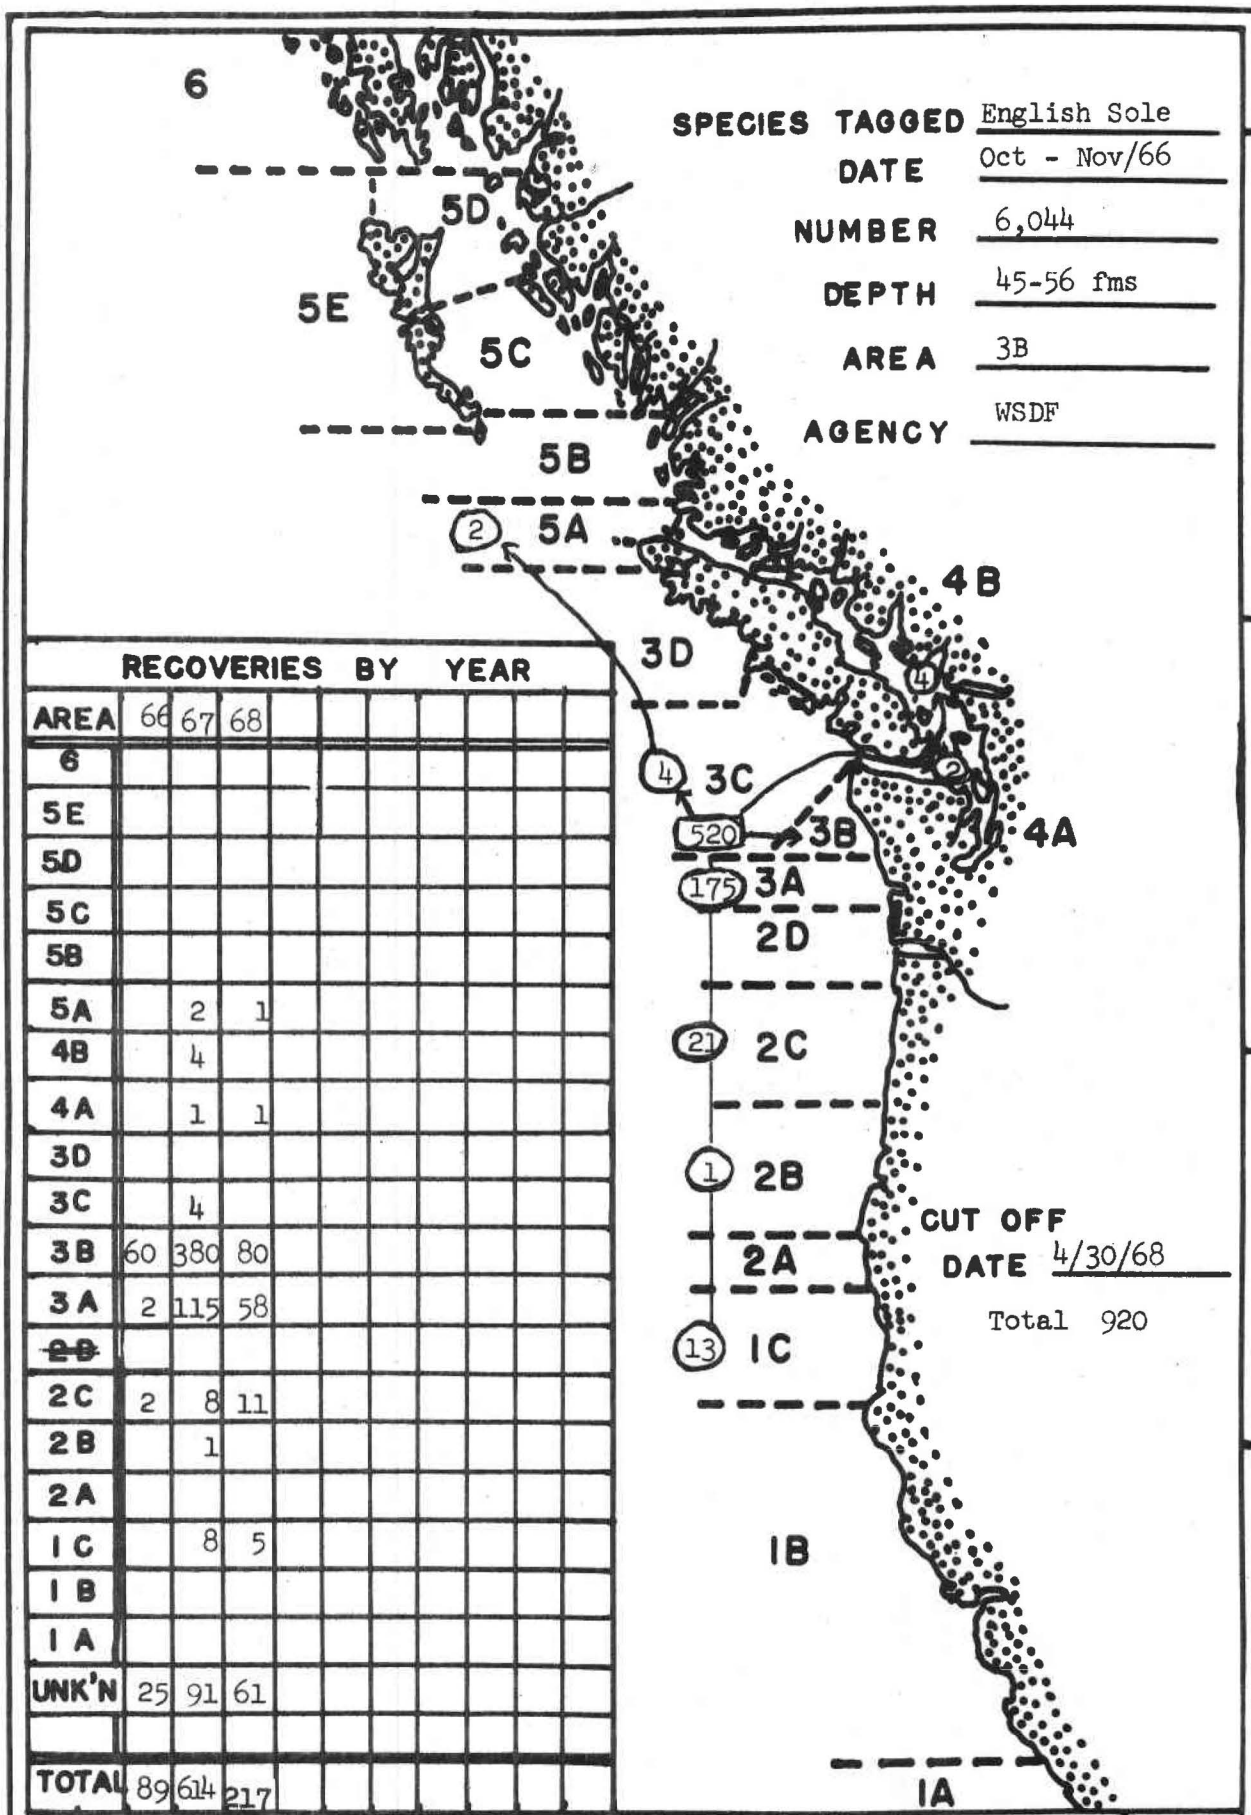 6
SPECIES TAGGED English Sole
DATE Oct - Nov/66
NUMBER 6,044
DEPTH 45-56 fms
AREA 3B
AGENCY WSDF
5D
5E
5C
5B
5A
2
4B
3D
4
4
3C
2
520
3B
4A
175
3A
2D
21
2C
1
2B
2A
13
1C
1B
1A
CUT OFF
DATE 4/30/68
Total 920
RECOVERIES BY YEAR
AREA 66 67 68
6
5E
5D
5C
5B
5A 2 1
4B 4
4A 1 1
3D
3C 4
3B 60 380 80
3A 2 115 58
2D
2C 2 8 11
2B 1
2A
1C 8 5
1B
1A
UNK'N 25 91 61
TOTAL 89 614 217